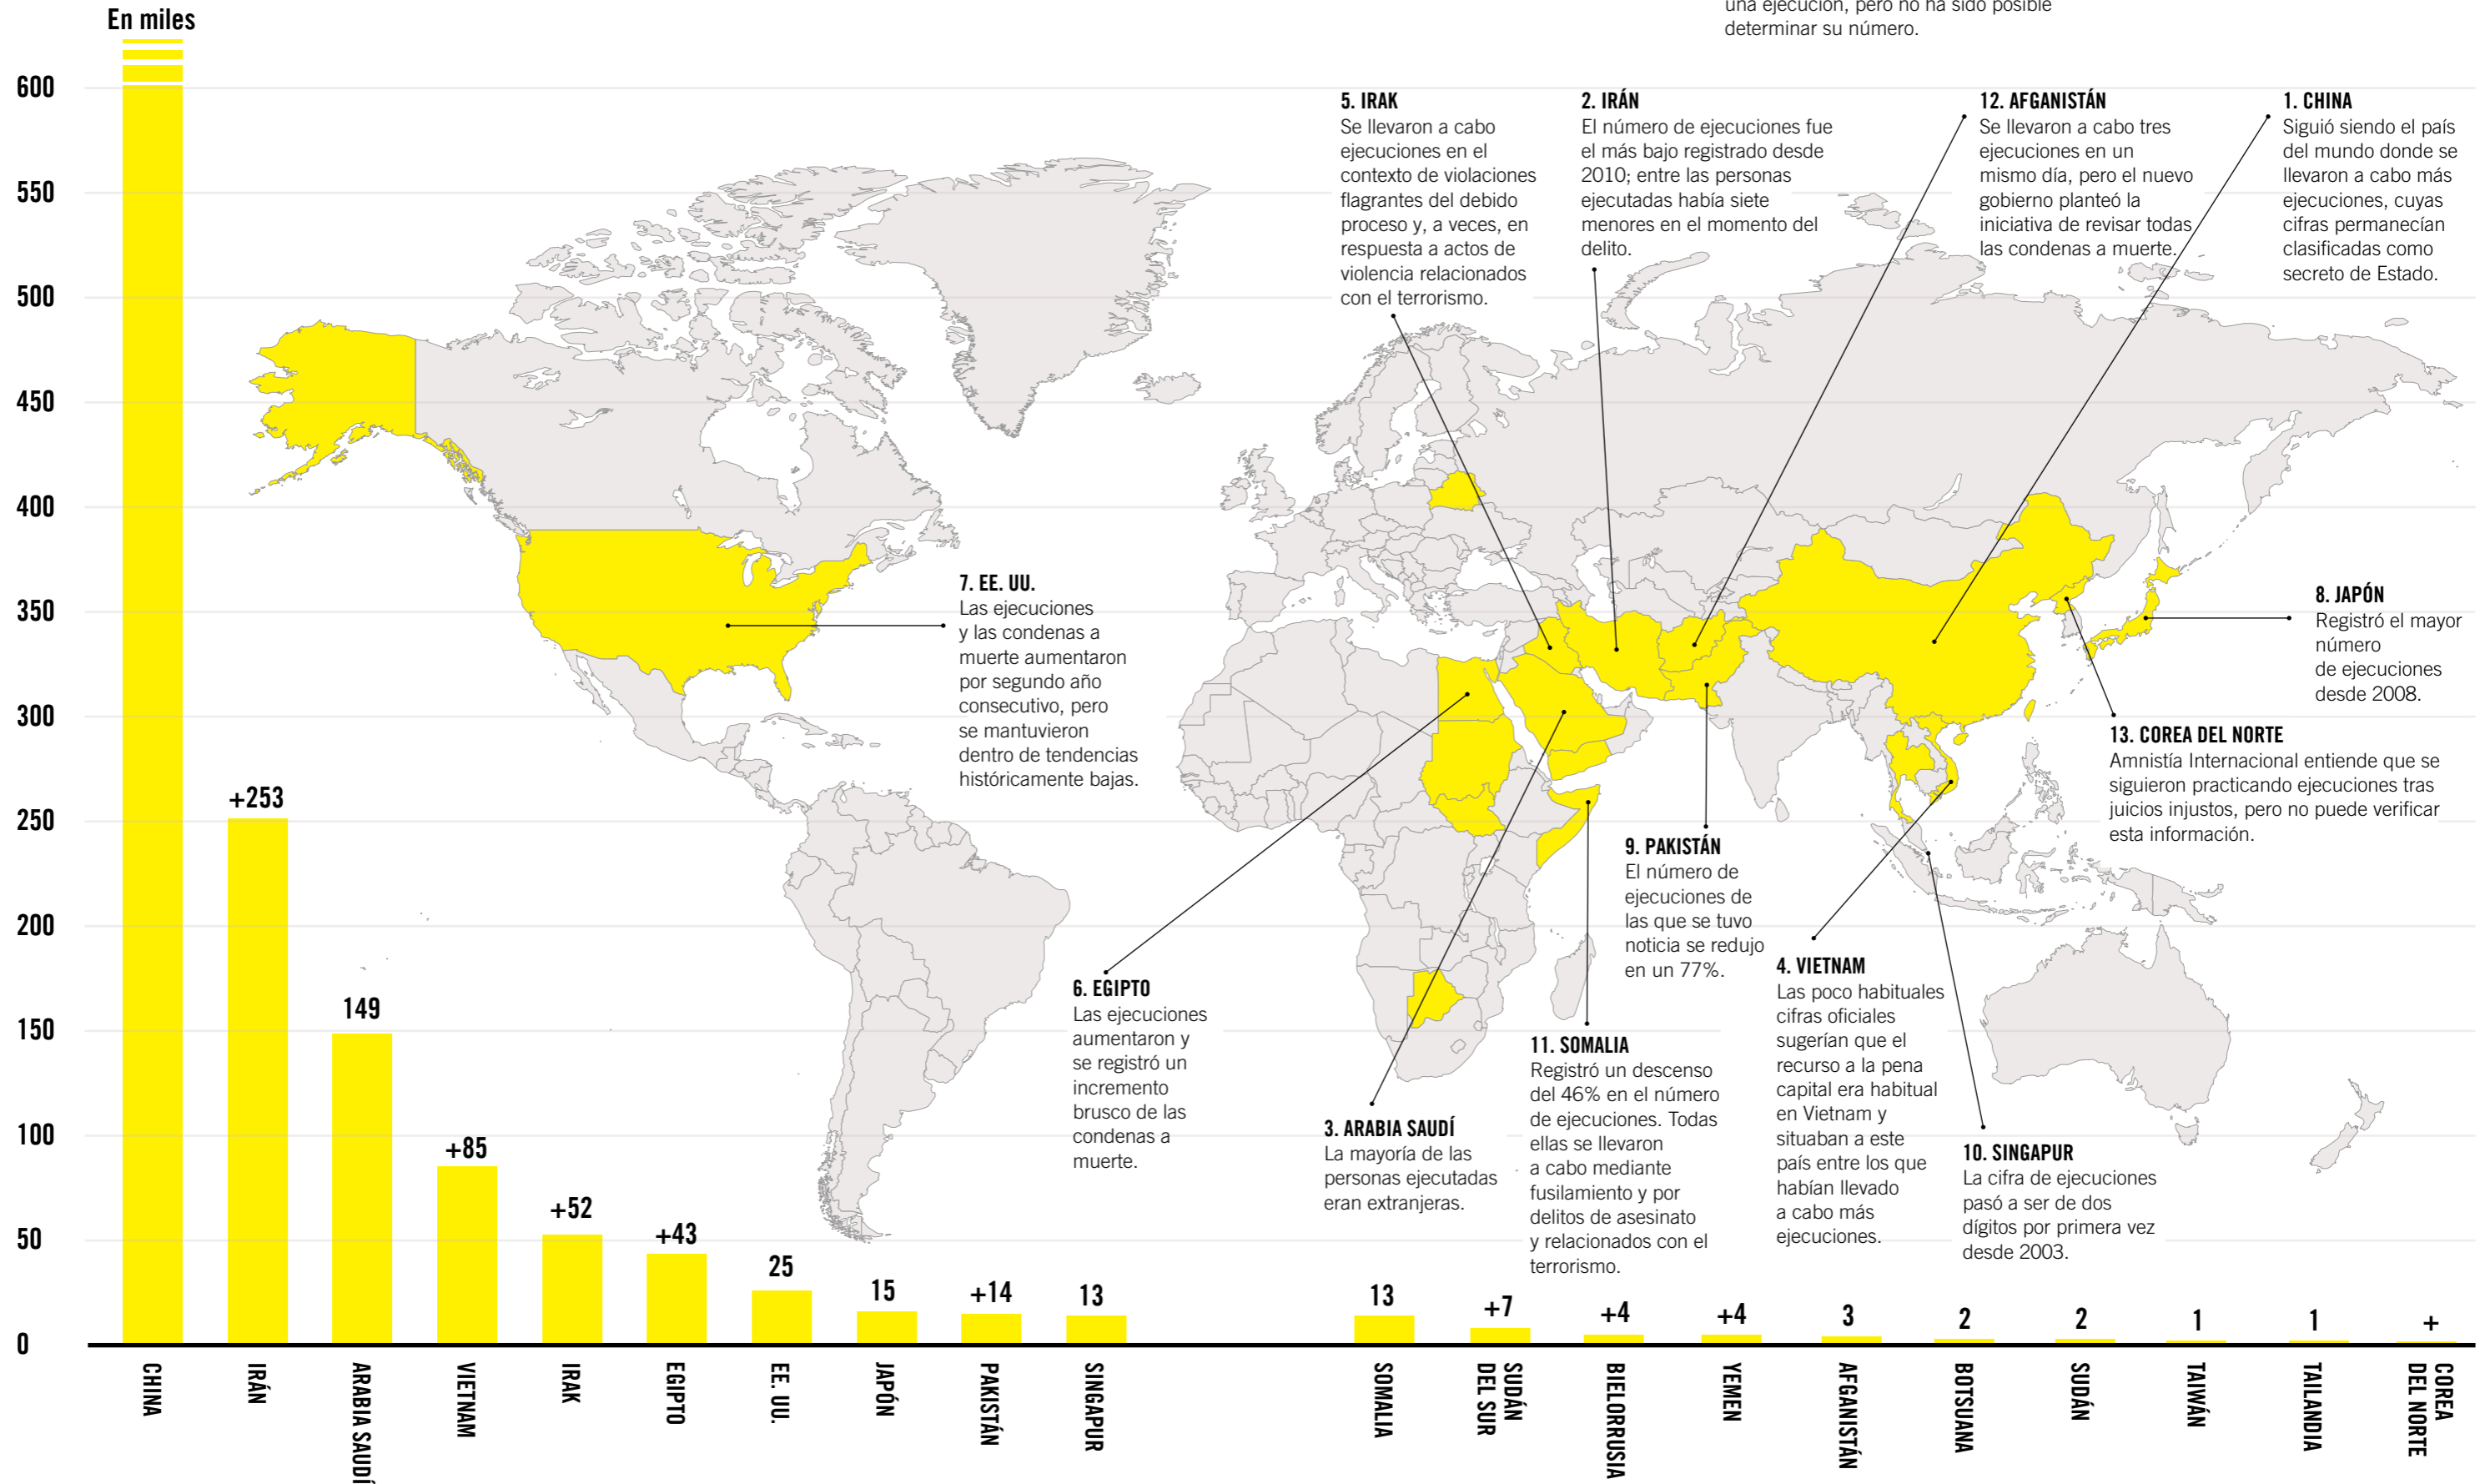 una ejecución, pero no ha sido posible
determinar su número.
En miles
600
550
500
450
400
350
300
250
200
150
100
50
0
5. IRAK
Se llevaron a cabo
ejecuciones en el
contexto de violaciones
flagrantes del debido
proceso y, a veces, en
respuesta a actos de
violencia relacionados
con el terrorismo.
2. IRÁN
El número de ejecuciones fue
el más bajo registrado desde
2010; entre las personas
ejecutadas había siete
menores en el momento del
delito.
12. AFGANISTÁN
Se llevaron a cabo tres
ejecuciones en un
mismo día, pero el nuevo
gobierno planteó la
iniciativa de revisar todas
las condenas a muerte.
1. CHINA
Siguió siendo el país
del mundo donde se
llevaron a cabo más
ejecuciones, cuyas
cifras permanecían
clasificadas como
secreto de Estado.
7. EE. UU.
Las ejecuciones
y las condenas a
muerte aumentaron
por segundo año
consecutivo, pero
se mantuvieron
dentro de tendencias
históricamente bajas.
8. JAPÓN
Registró el mayor
número
de ejecuciones
desde 2008.
13. COREA DEL NORTE
Amnistía Internacional entiende que se
siguieron practicando ejecuciones tras
juicios injustos, pero no puede verificar
esta información.
9. PAKISTÁN
El número de
ejecuciones de
las que se tuvo
noticia se redujo
en un 77%.
4. VIETNAM
Las poco habituales
cifras oficiales
sugerían que el
recurso a la pena
capital era habitual
en Vietnam y
situaban a este
país entre los que
habían llevado
a cabo más
ejecuciones.
6. EGIPTO
Las ejecuciones
aumentaron y
se registró un
incremento
brusco de las
condenas a
muerte.
3. ARABIA SAUDÍ
La mayoría de las
personas ejecutadas
eran extranjeras.
11. SOMALIA
Registró un descenso
del 46% en el número
de ejecuciones. Todas
ellas se llevaron
a cabo mediante
fusilamiento y por
delitos de asesinato
y relacionados con el
terrorismo.
10. SINGAPUR
La cifra de ejecuciones
pasó a ser de dos
dígitos por primera vez
desde 2003.
+253
149
+85
+52
+43
25
15
+14
13
13
+7
+4
+4
3
2
2
1
1
+
CHINA
IRÁN
ARABIA SAUDÍ
VIETNAM
IRAK
EGIPTO
EE. UU.
JAPÓN
PAKISTÁN
SINGAPUR
SOMALIA
SUDÁN
DEL SUR
BIELORUSIA
YEMEN
AFGANISTÁN
BOTSUANA
SUDÁN
TAIWÁN
TAILANDIA
COREA
DEL NORTE